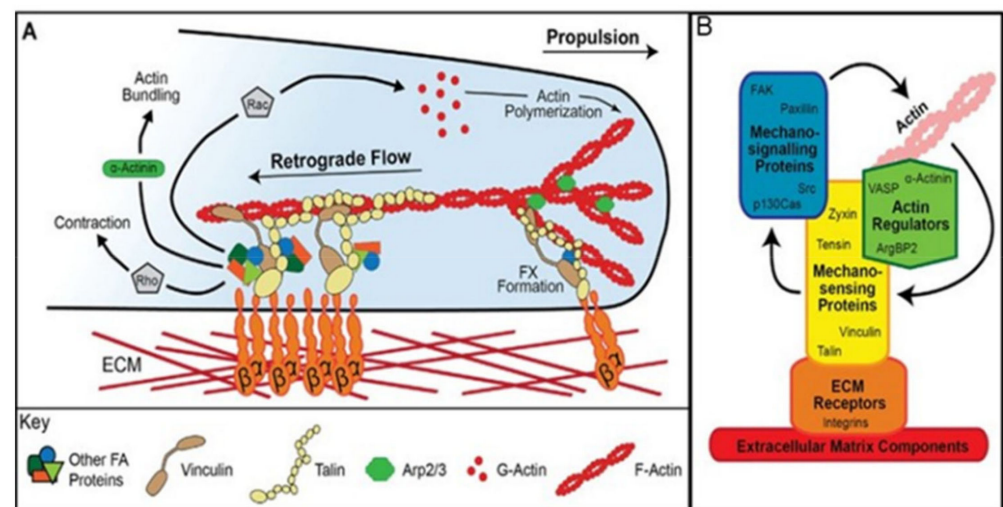 A
Propulsion
Actin
Bundling
Rac
Actin
Polymerization
α-Actinin
Retrograde Flow
Contraction
Rho
FX
Formation
ECM
β α
β α
β α
β α
β α
Key
Other FA
Proteins
Vinculin
Talin
Arp2/3
G-Actin
F-Actin
B
FAK
Paxillin
Mechano-
signalling
Proteins
Src
p130Cas
Actin
VASP
α-Actinin
Actin
Regulators
ArgBP2
Zyxin
Tensin
Mechano-
sensing
Proteins
Vinculin
Talin
ECM
Receptors
Integrins
Extracellular Matrix Components